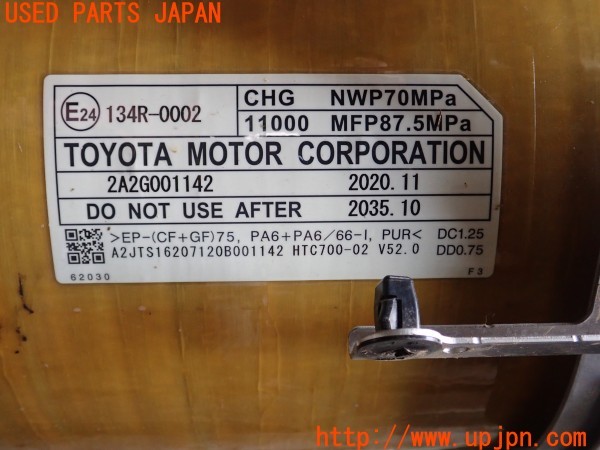 USED PARTS JAPAN
E24 134R-0002
CHG NWP70MPa
11000 MFP87.5MPa
TOYOTA MOTOR CORPORATION
2A2G001142 2020.11
DO NOT USE AFTER 2035.10
>EP-(CF+GF)75, PA6+PA6/66-I, PUR< DC1.25
A2JTS16207120B001142 HTC700-02 V52.0 DD0.75
62030 F3
http://www.upjpn.com/